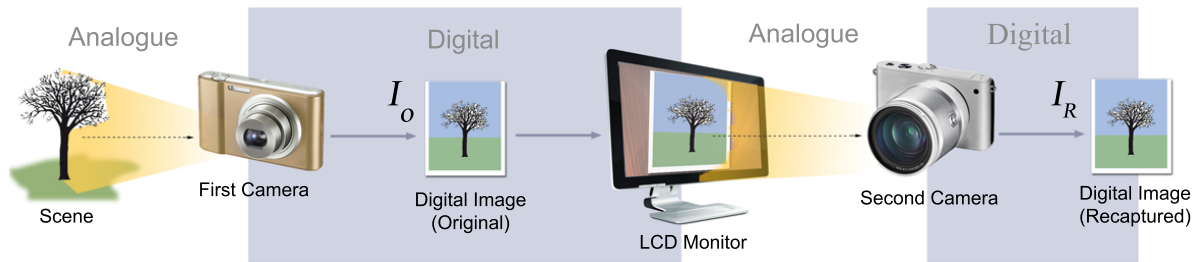 Analogue
Digital
Analogue
Digital
I_o
I_R
First Camera
Scene
Digital Image
(Original)
LCD Monitor
Second Camera
Digital Image
(Recaptured)